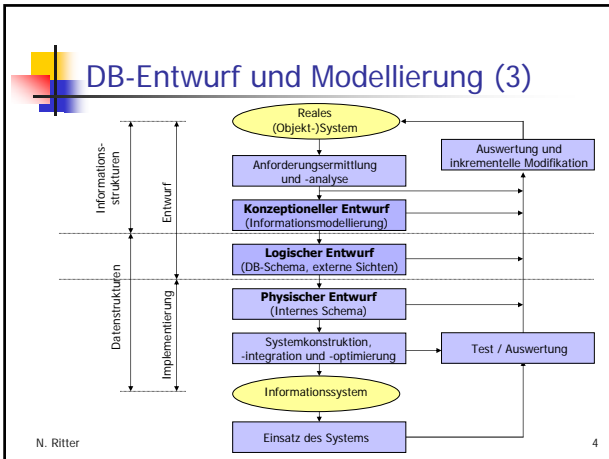 DB-Entwurf und Modellierung (3)
Reales
(Objekt-)System
Anforderungsermittlung
und -analyse
Auswertung und
inkrementelle Modifikation
Konzeptioneller Entwurf
(Informationsmodellierung)
Logischer Entwurf
(DB-Schema, externe Sichten)
Physischer Entwurf
(Internes Schema)
Systemkonstruktion,
-integration und -optimierung
Test / Auswertung
Informationssystem
Einsatz des Systems
Informations-
strukturen
Entwurf
Datenstrukturen
Implementierung
N. Ritter
4